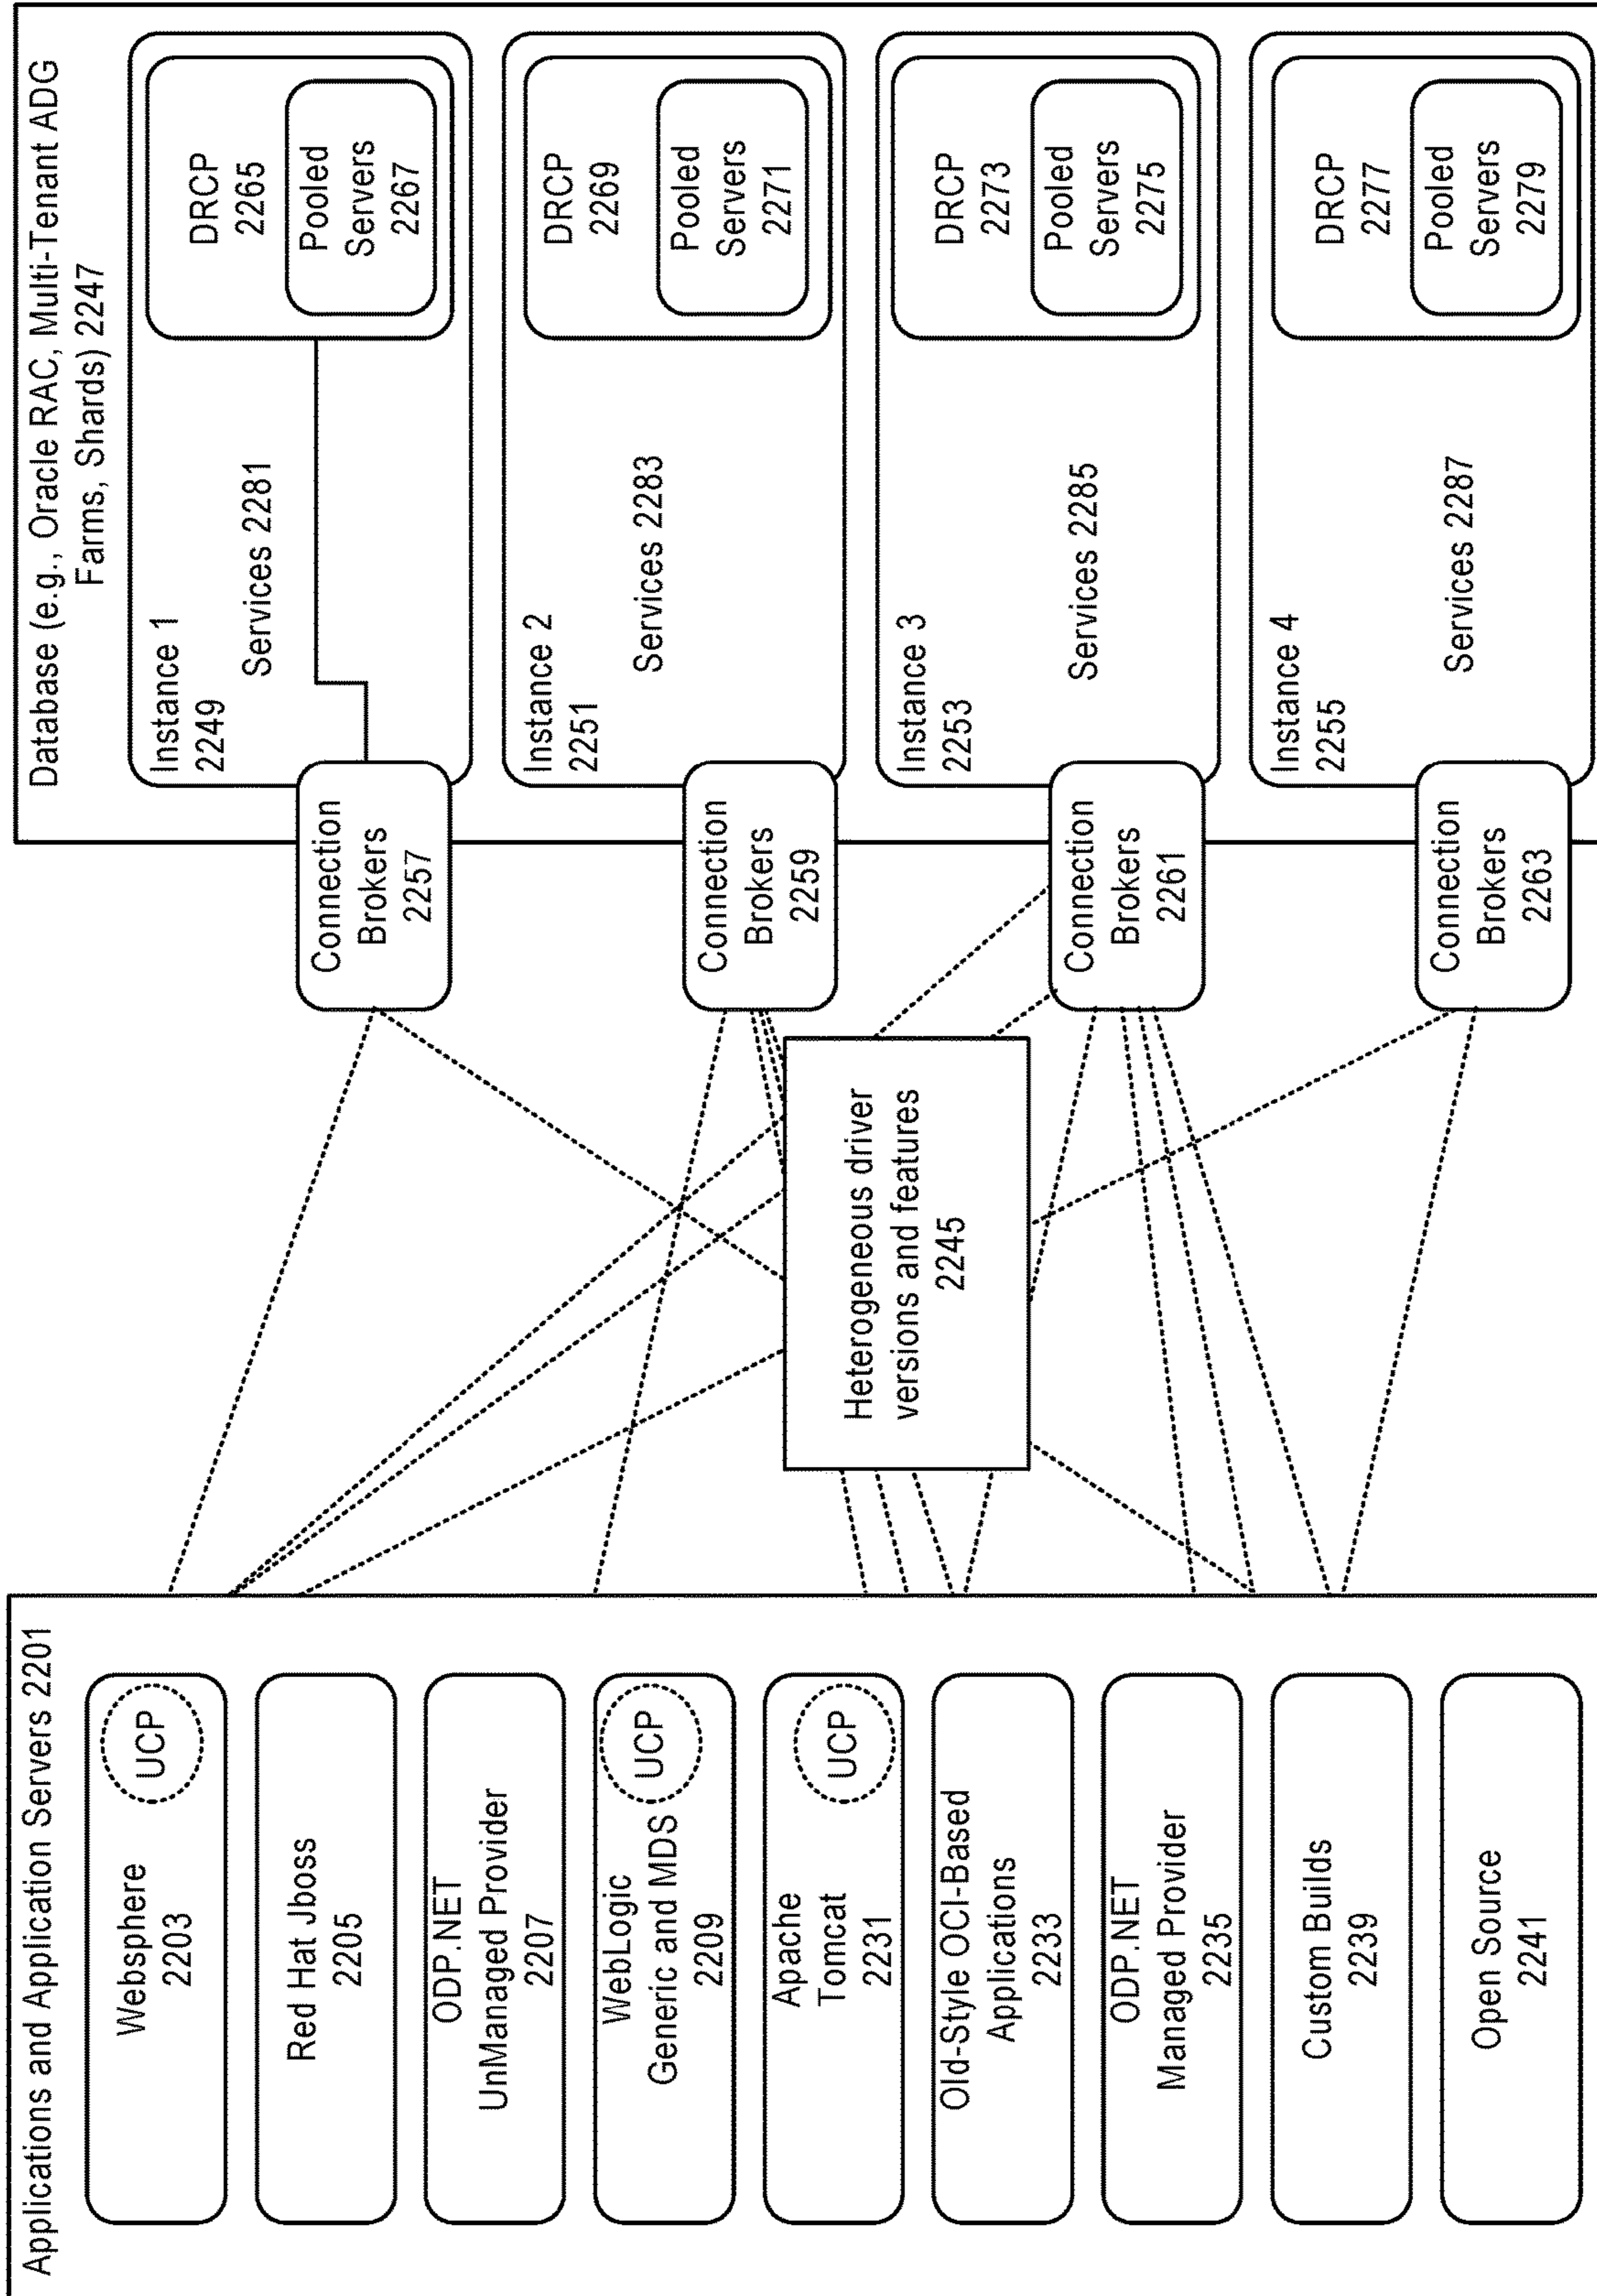 Applications and Application Servers 2201
Websphere
2203
UCP
Red Hat Jboss
2205
ODP.NET
UnManaged Provider
2207
WebLogic
Generic and MDS
2209
UCP
Apache
Tomcat
2231
UCP
Old-Style OCI-Based
Applications
2233
ODP.NET
Managed Provider
2235
Custom Builds
2239
Open Source
2241
Heterogeneous driver
versions and features
2245
Database (e.g., Oracle RAC, Multi-Tenant ADG
Farms, Shards) 2247
Connection
Brokers
2257
Instance 1
2249
Services 2281
DRCP
2265
Pooled
Servers
2267
Connection
Brokers
2259
Instance 2
2251
Services 2283
DRCP
2269
Pooled
Servers
2271
Connection
Brokers
2261
Instance 3
2253
Services 2285
DRCP
2273
Pooled
Servers
2275
Connection
Brokers
2263
Instance 4
2255
Services 2287
DRCP
2277
Pooled
Servers
2279